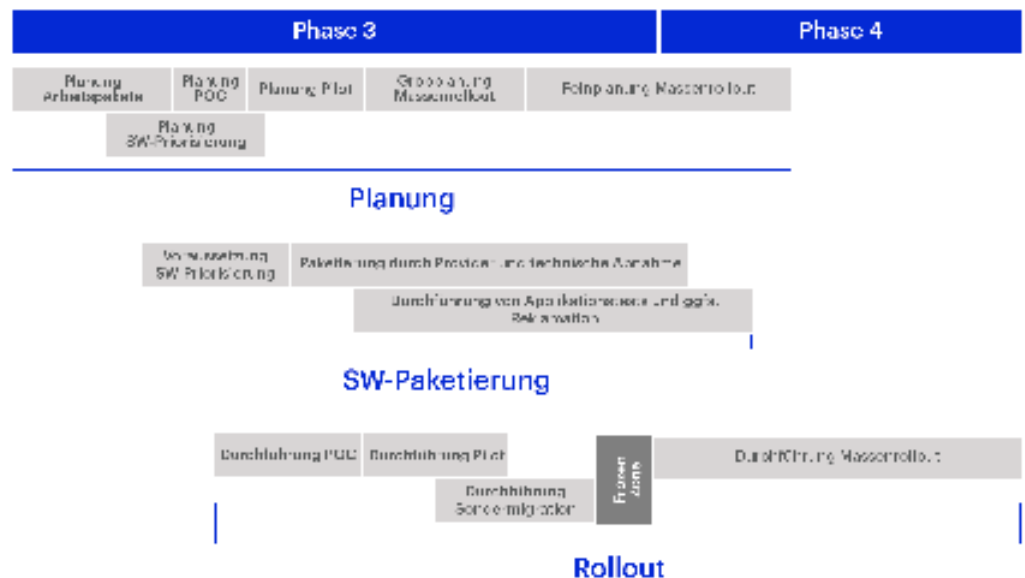 Phase 3
Phase 4
Planung
Arbeitspakete
Planung
POC
Planung Pilot
Grobplanung
Massenrollout
Feinplanung Massenrollout
Planung
SW-Priorisierung
Planung
Voraussetzung
SW-Priorisierung
Paketierung durch Provider und technische Abnahme
Durchführung von Applikationstests und ggfs.
Reklamation
SW-Paketierung
Durchführung POC
Durchführung Pilot
Frozen
Zone
Durchführung Massenrollout
Durchführung
Sondermigration
Rollout